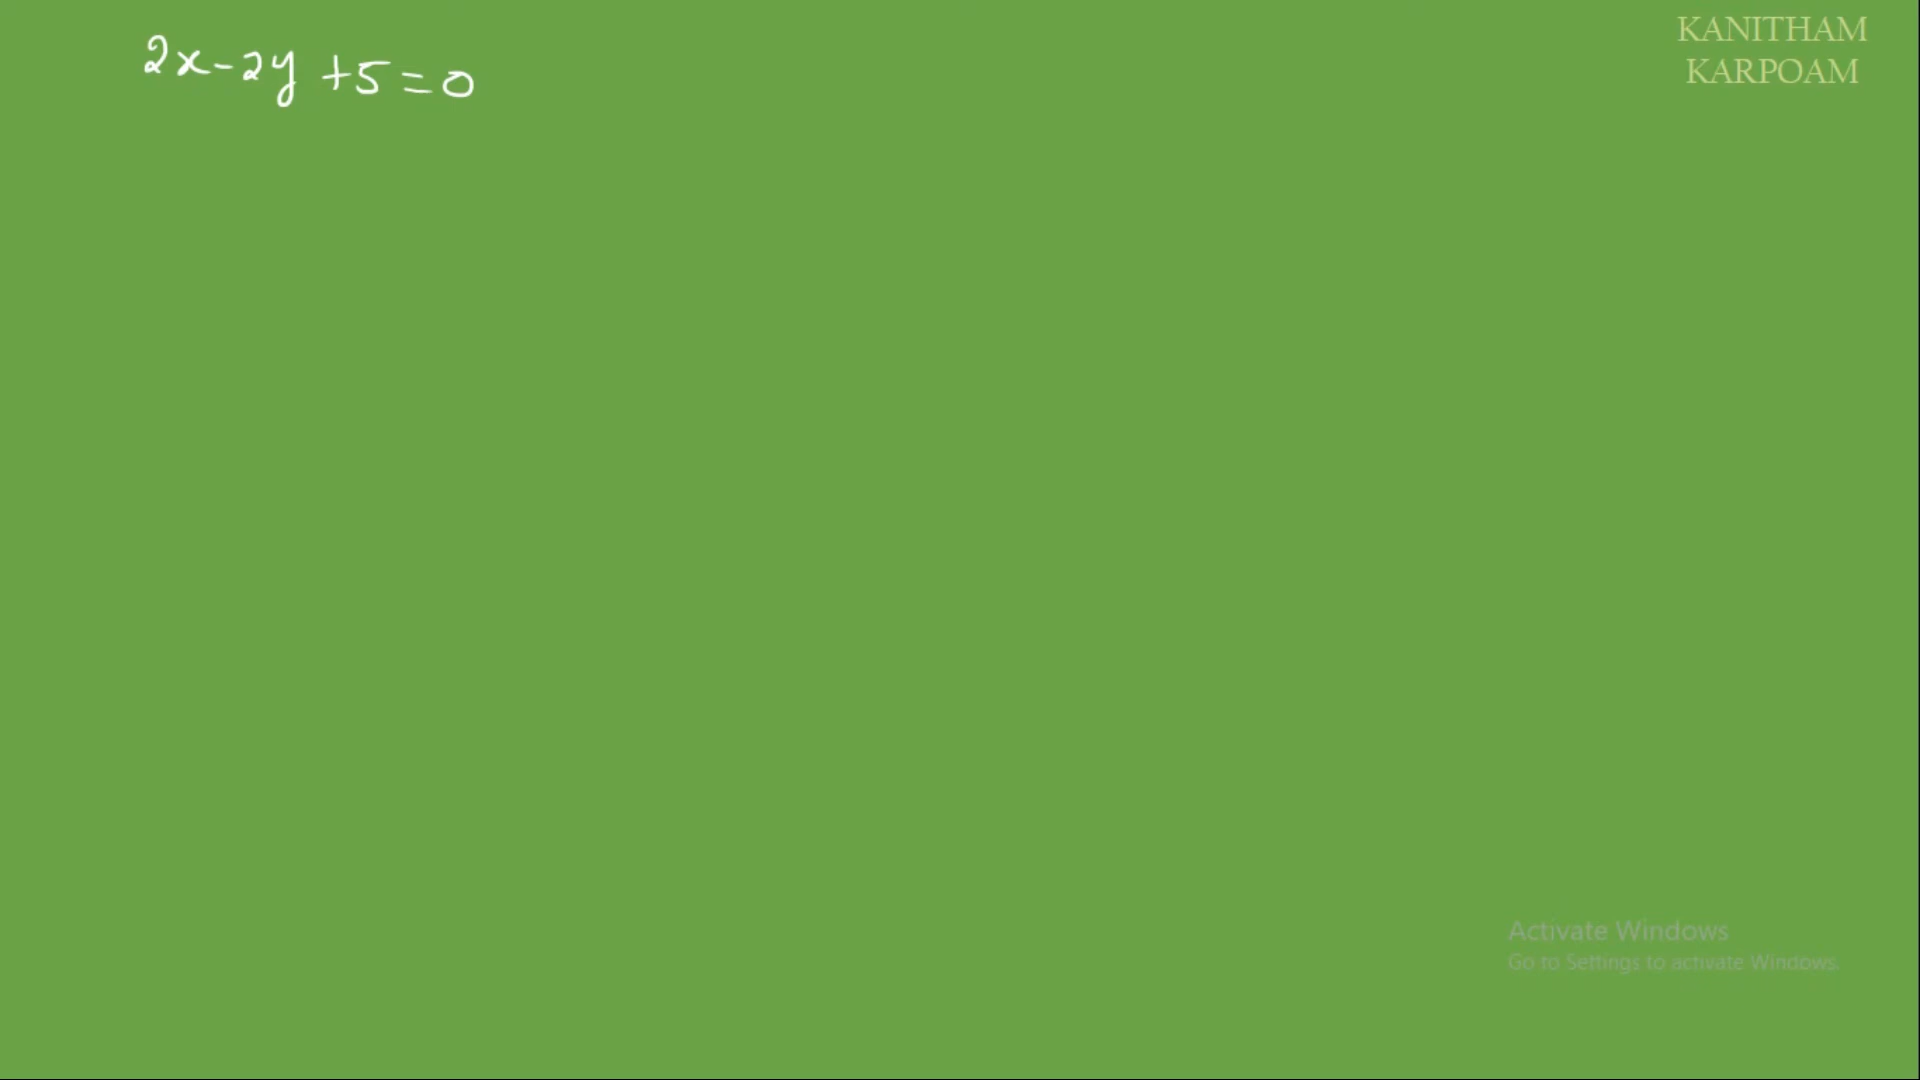 2x-2y+5=0
KANITHAM
KARPOAM
Activate Windows
Go to Settings to activate Windows.